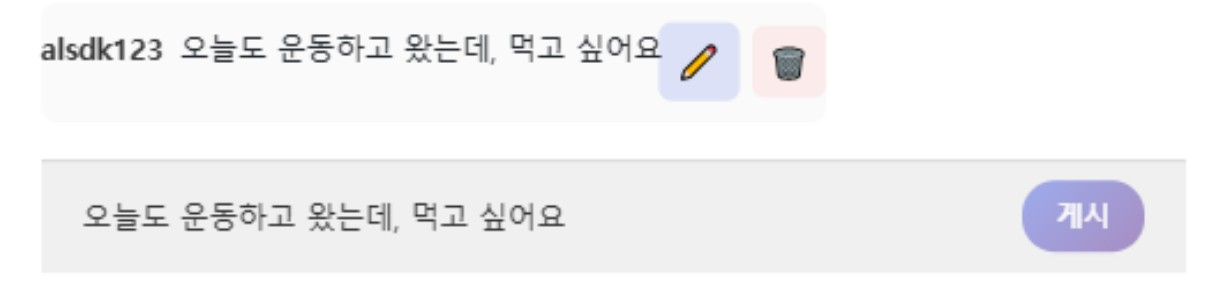 alsdk123 오늘도 운동하고 왔는데, 먹고 싶어요
오늘도 운동하고 왔는데, 먹고 싶어요
게시